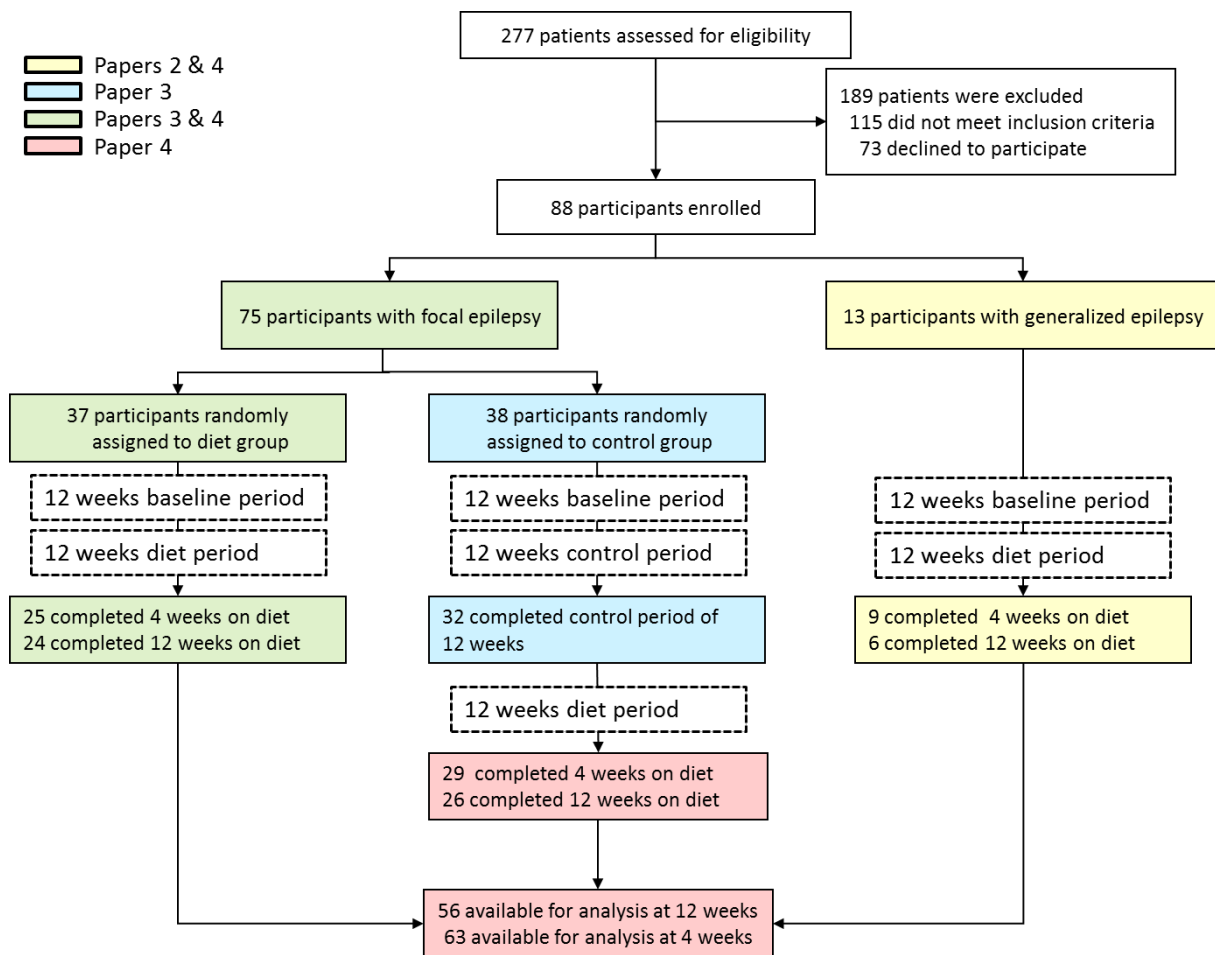 277 patients assessed for eligibility
Papers 2 & 4
Paper 3
Papers 3 & 4
Paper 4
189 patients were excluded
115 did not meet inclusion criteria
73 declined to participate
88 participants enrolled
75 participants with focal epilepsy
13 participants with generalized epilepsy
37 participants randomly
assigned to diet group
38 participants randomly
assigned to control group
12 weeks baseline period
12 weeks baseline period
12 weeks baseline period
12 weeks diet period
12 weeks control period
12 weeks diet period
25 completed 4 weeks on diet
24 completed 12 weeks on diet
32 completed control period of
12 weeks
9 completed 4 weeks on diet
6 completed 12 weeks on diet
12 weeks diet period
29 completed 4 weeks on diet
26 completed 12 weeks on diet
56 available for analysis at 12 weeks
63 available for analysis at 4 weeks